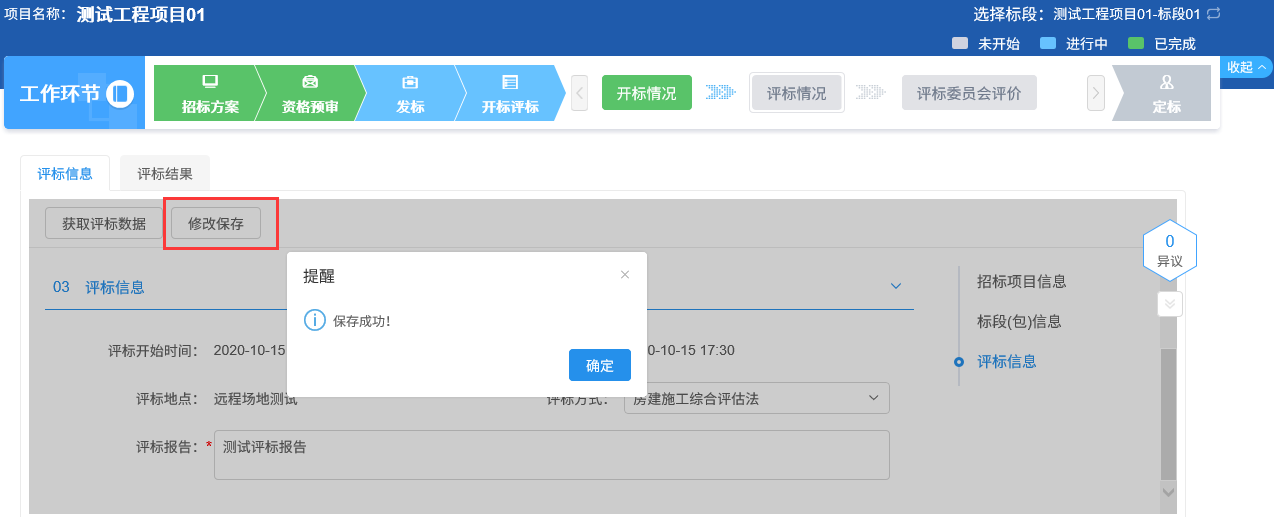 项目名称： 测试工程项目01
选择标段：测试工程项目01-标段01
未开始 进行中 已完成
工作环节
招标方案
资格预审
发标
开标评标
开标情况
评标情况
评标委员会评价
定标
收起
评标信息 评标结果
获取评标数据 修改保存
0
异议
提醒
保存成功！
确定
03 评标信息
招标项目信息
标段(包)信息
评标信息
评标开始时间： 2020-10-15
0-10-15 17:30
评标地点： 远程场地测试
评标方式： 房建施工综合评估法
评标报告：* 测试评标报告